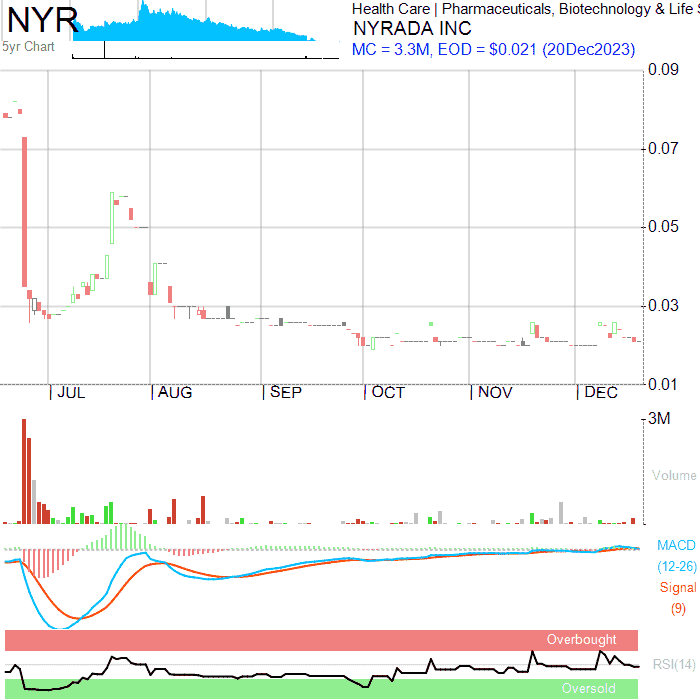 NYR
5yr Chart
Health Care | Pharmaceuticals, Biotechnology & Life S
NYRADA INC
MC = 3.3M, EOD = $0.021 (20Dec2023)
0.09
0.07
0.05
0.03
0.01
JUL AUG SEP OCT NOV DEC
3M
Volume
MACD
(12-26)
Signal
(9)
Overbought
RSI(14)
Oversold